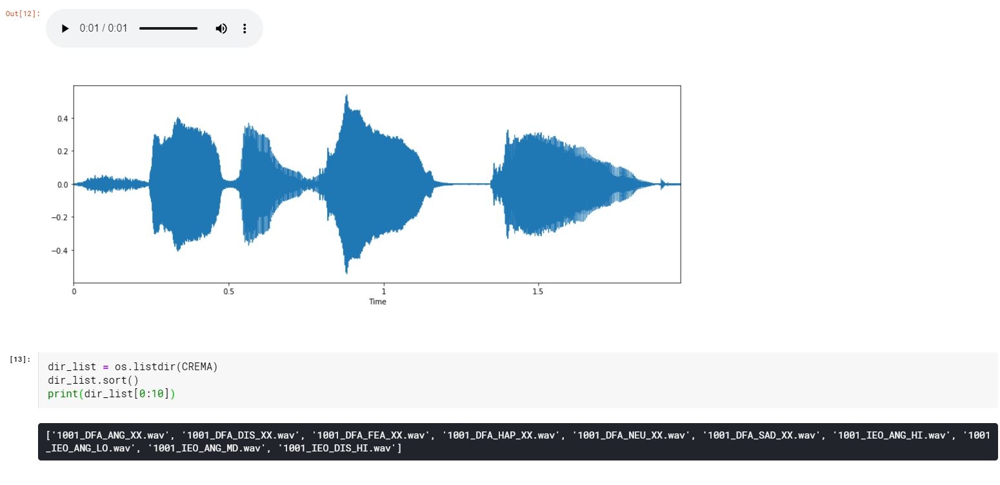 Out[12]:
0:01 / 0:01
0.4
0.2
0.0
−0.2
−0.4
0
0.5
1
1.5
Time
[13]:
dir_list = os.listdir(CREMA)
dir_list.sort()
print(dir_list[0:10])
['1001_DFA_ANG_XX.wav', '1001_DFA_DIS_XX.wav', '1001_DFA_FEA_XX.wav', '1001_DFA_HAP_XX.wav', '1001_DFA_NEU_XX.wav', '1001_DFA_SAD_XX.wav', '1001_IEO_ANG_HI.wav', '1001
_IEO_ANG_LO.wav', '1001_IEO_ANG_MD.wav', '1001_IEO_DIS_HI.wav']